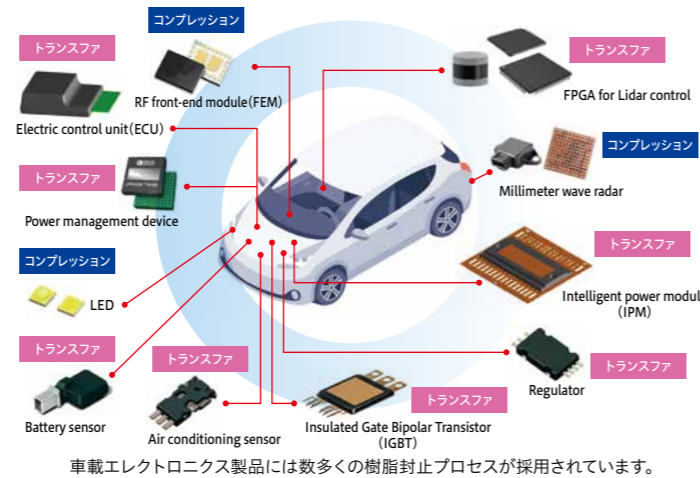 コンプレッション
トランスファ
トランスファ
RF front-end module(FEM)
FPGA for Lidar control
Electric control unit(ECU)
コンプレッション
トランスファ
Millimeter wave radar
Power management device
トランスファ
コンプレッション
LED
Intelligent power modul
(IPM)
トランスファ
トランスファ
トランスファ
Regulator
トランスファ
Battery sensor
Air conditioning sensor
Insulated Gate Bipolar Transistor
(IGBT)
車載エレクトロニクス製品には数多くの樹脂封止プロセスが採用されています。